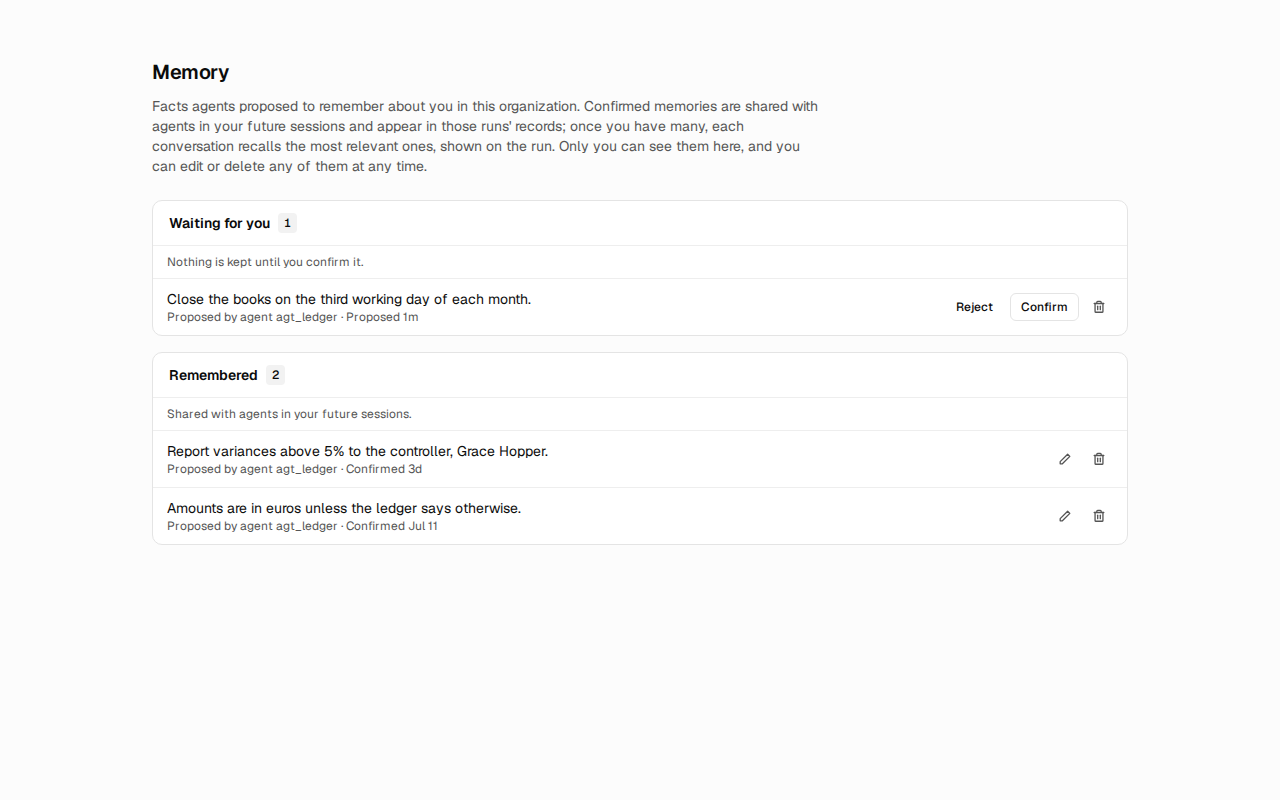 Memory
Facts agents proposed to remember about you in this organization. Confirmed memories are shared with
agents in your future sessions and appear in those runs' records; once you have many, each
conversation recalls the most relevant ones, shown on the run. Only you can see them here, and you
can edit or delete any of them at any time.
Waiting for you 1
Nothing is kept until you confirm it.
Close the books on the third working day of each month.
Proposed by agent agt_ledger · Proposed 1m
Reject Confirm
Remembered 2
Shared with agents in your future sessions.
Report variances above 5% to the controller, Grace Hopper.
Proposed by agent agt_ledger · Confirmed 3d
Amounts are in euros unless the ledger says otherwise.
Proposed by agent agt_ledger · Confirmed Jul 11